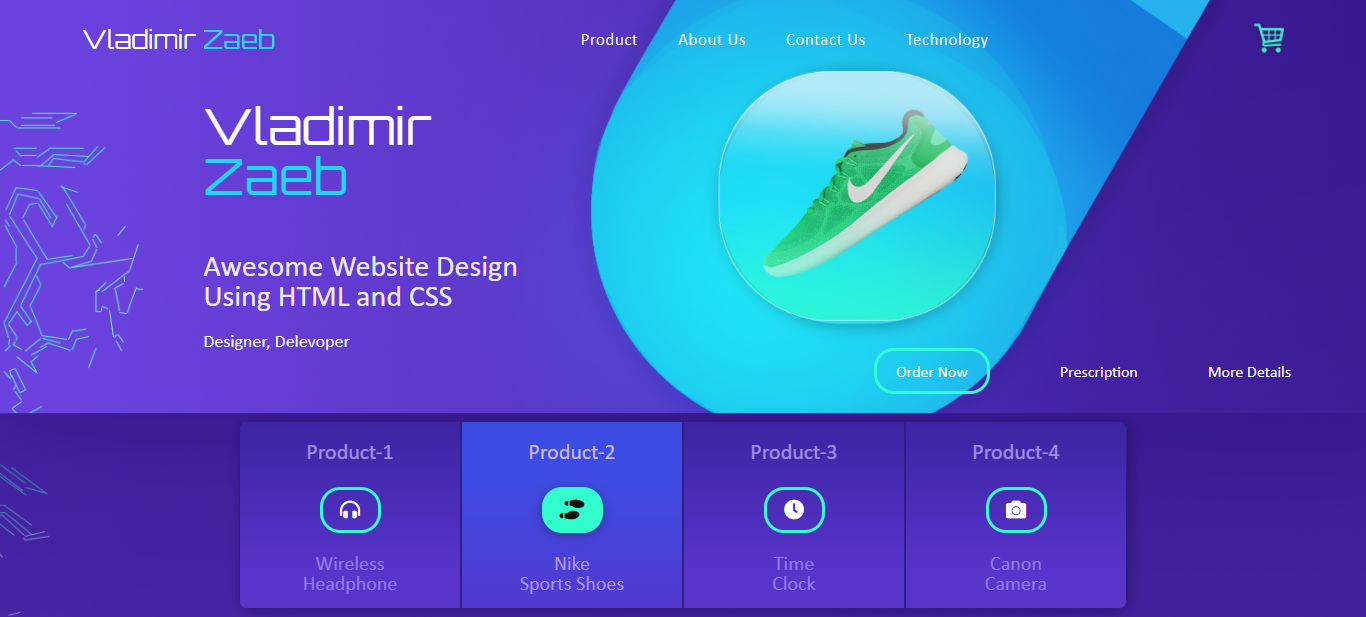 Vladimir Zaeb
Product
About Us
Contact Us
Technology
Vladimir
Zaeb
Awesome Website Design
Using HTML and CSS
Designer, Delevoper
Order Now
Prescription
More Details
Product-1
Wireless
Headphone
Product-2
Nike
Sports Shoes
Product-3
Time
Clock
Product-4
Canon
Camera